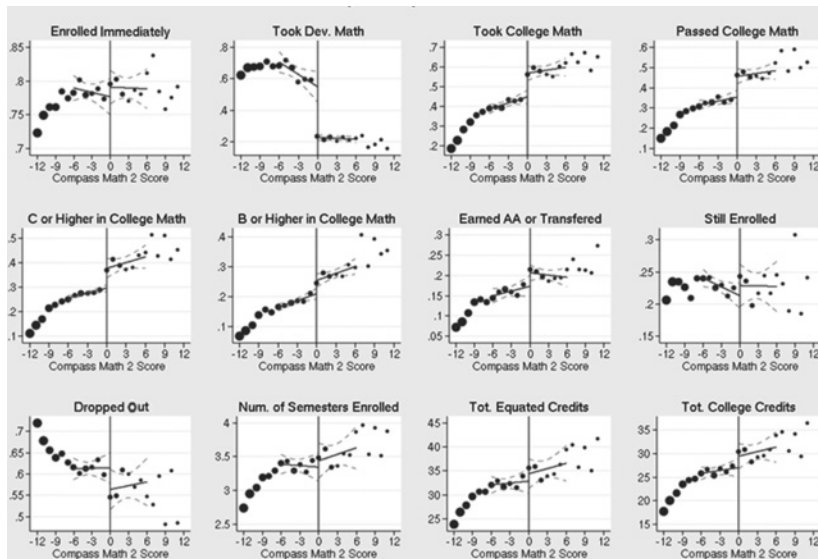 Enrolled Immediately Took Dev. Math Took College Math Passed College Math
.85 .8 .7 .6
.8 .6 .6 .5
.75 .4 .5 .4
.7 .2 .4 .3
.3 .2
.2 .1
-12 -9 -6 -3 0 3 6 9 12 -12 -9 -6 -3 0 3 6 9 12 -12 -9 -6 -3 0 3 6 9 12 -12 -9 -6 -3 0 3 6 9 12
Compass Math 2 Score Compass Math 2 Score Compass Math 2 Score Compass Math 2 Score
C or Higher in College Math B or Higher in College Math Earned AA or Transfered Still Enrolled
.5 .4 .3 .3
.4 .3 .25 .25
.3 .2 .2 .2
.2 .1 .15 .15
.1 .1
.05
-12 -9 -6 -3 0 3 6 9 12 -12 -9 -6 -3 0 3 6 9 12 -12 -9 -6 -3 0 3 6 9 12 -12 -9 -6 -3 0 3 6 9 12
Compass Math 2 Score Compass Math 2 Score Compass Math 2 Score Compass Math 2 Score
Dropped Out Num. of Semesters Enrolled Tot. Equated Credits Tot. College Credits
.7 4 45 35
.65 3.5 40 30
.6 3 35 25
.55 2.5 30 20
.5 25 15
-12 -9 -6 -3 0 3 6 9 12 -12 -9 -6 -3 0 3 6 9 12 -12 -9 -6 -3 0 3 6 9 12 -12 -9 -6 -3 0 3 6 9 12
Compass Math 2 Score Compass Math 2 Score Compass Math 2 Score Compass Math 2 Score